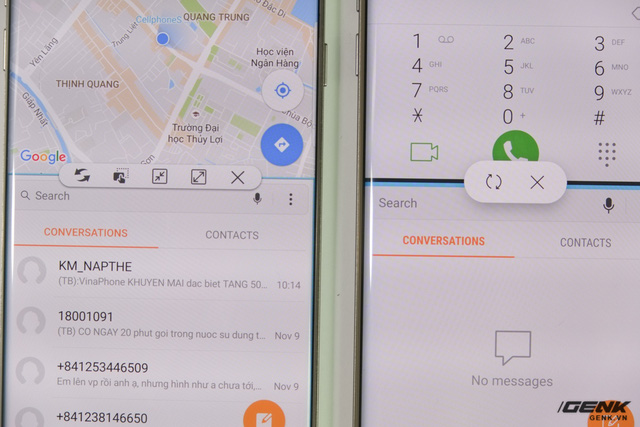 Đặc Di
QUANG TRUNG
CellphoneS
Yên Lãng
Trung Liệt
Học viện
Ngân Hàng
THỊNH QUANG
Giáp Nhất
Chùa Bộ
Trường Đại
học Thủy Lợi
Google
Search
CONVERSATIONS
CONTACTS
KM_NAPTHE
(TB):VinaPhone KHUYEN MAI dac biet TANG 50...
10:14
18001091
(TB) CO NGAY 20 phut goi trong nuoc su dung t...
Nov 9
+841253446509
Em lên vp rồi anh ạ, nhưng hình như a chưa tới,...
Nov 9
+841238146650
1
2 ABC
3 DEF
4 GHI
5 JKL
6 MNO
7 PQRS
8 TUV
9 WXYZ
*
0 +
#
Search
CONVERSATIONS
CONTACTS
No messages
GENK
GENK.VN